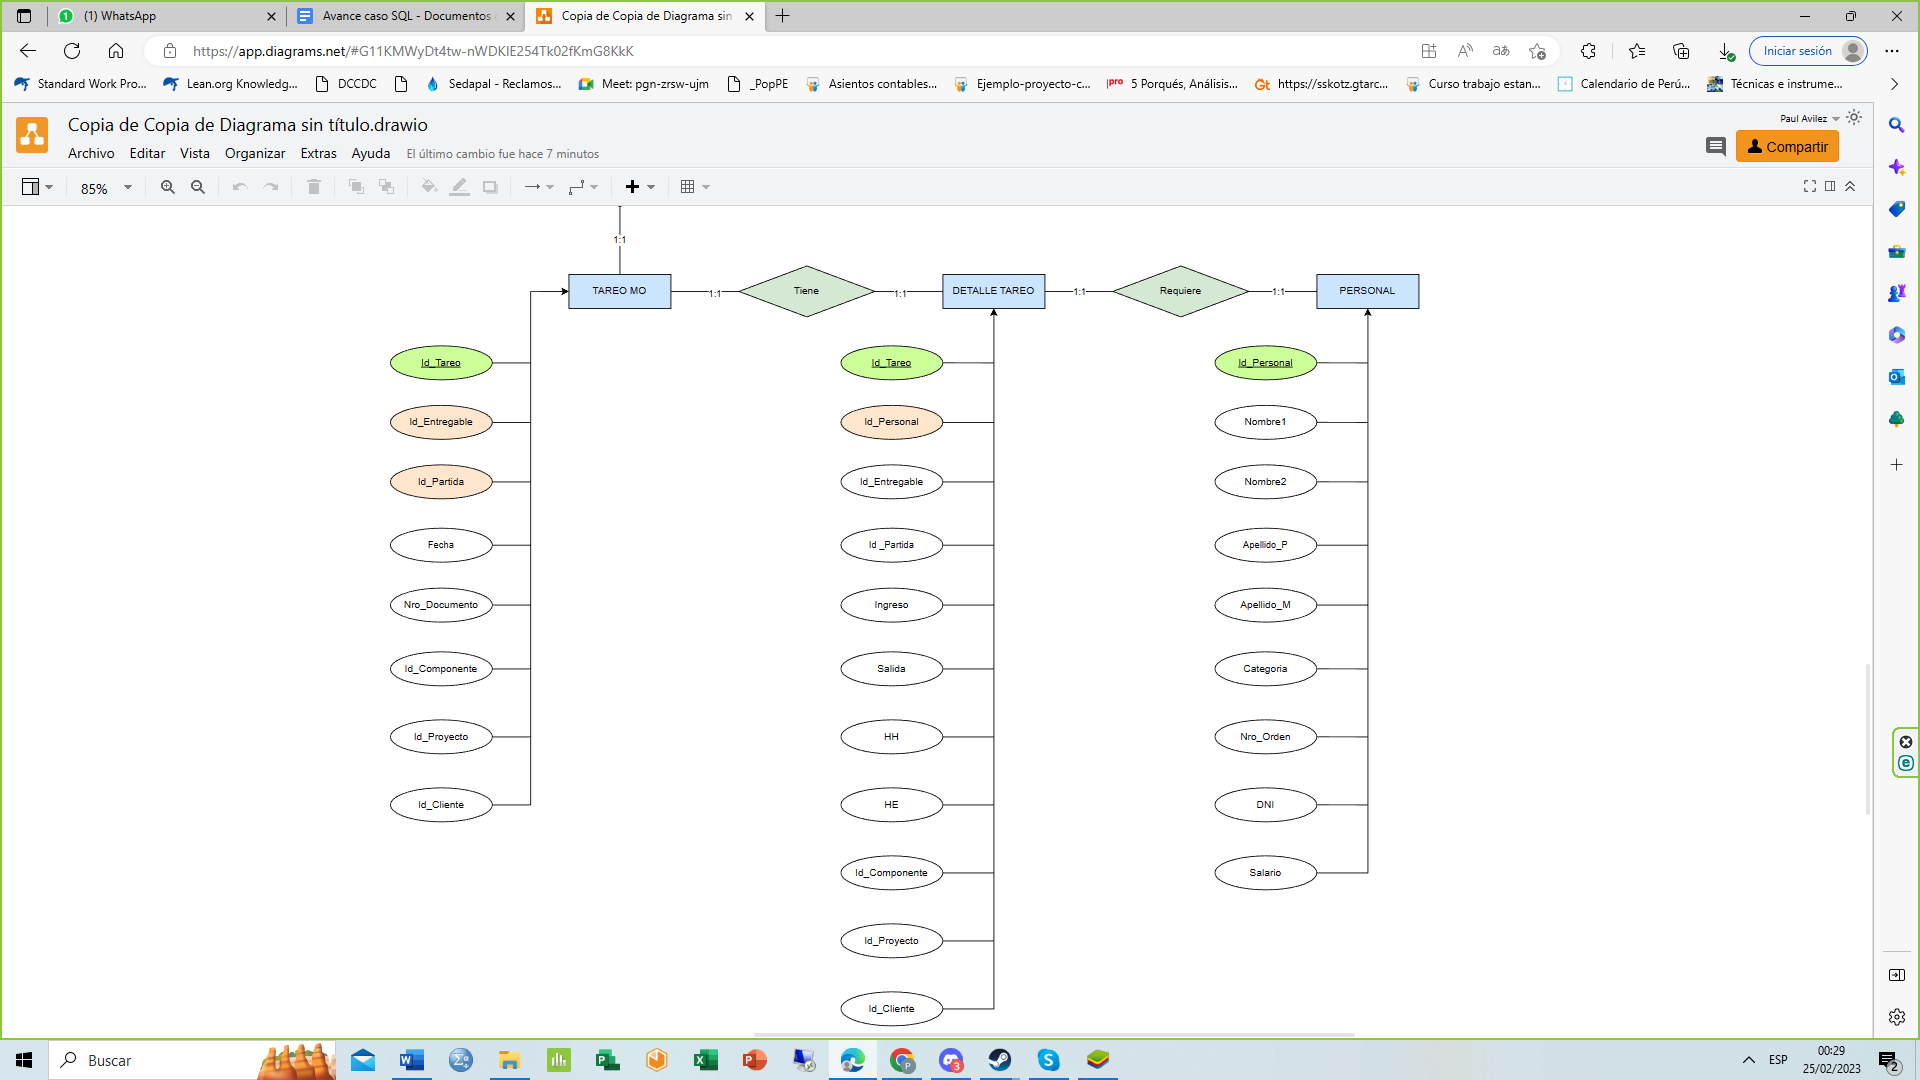 (1) WhatsApp
Avance caso SQL - Documentos
Copia de Copia de Diagrama sin
https://app.diagrams.net/#G11KMWyDt4tw-nWDKlE254Tk02fKmG8KkK
Iniciar sesión
Standard Work Pro...
Lean.org Knowledg...
DCCDC
Sedapal - Reclamos...
Meet: pgn-zrsw-ujm
_PopPE
Asientos contables...
Ejemplo-proyecto-c...
5 Porqués, Análisis...
https://sskotz.gtarc...
Curso trabajo estan...
Calendario de Perú...
Técnicas e instrume...
Copia de Copia de Diagrama sin título.drawio
Paul Avilez
Archivo Editar Vista Organizar Extras Ayuda El último cambio fue hace 7 minutos
Compartir
85%
1:1
TAREO MO 1:1 Tiene 1:1 DETALLE TAREO 1:1 Requiere 1:1 PERSONAL
Id_Tareo Id_Tareo Id_Personal
Id_Entregable Id_Personal Nombre1
Id_Partida Id_Entregable Nombre2
Fecha Id _Partida Apellido_P
Nro_Documento Ingreso Apellido_M
Id_Componente Salida Categoria
Id_Proyecto HH Nro_Orden
Id_Cliente HE DNI
Id_Componente Salario
Id_Proyecto
Id_Cliente
Buscar
3
ESP
00:29
25/02/2023
2